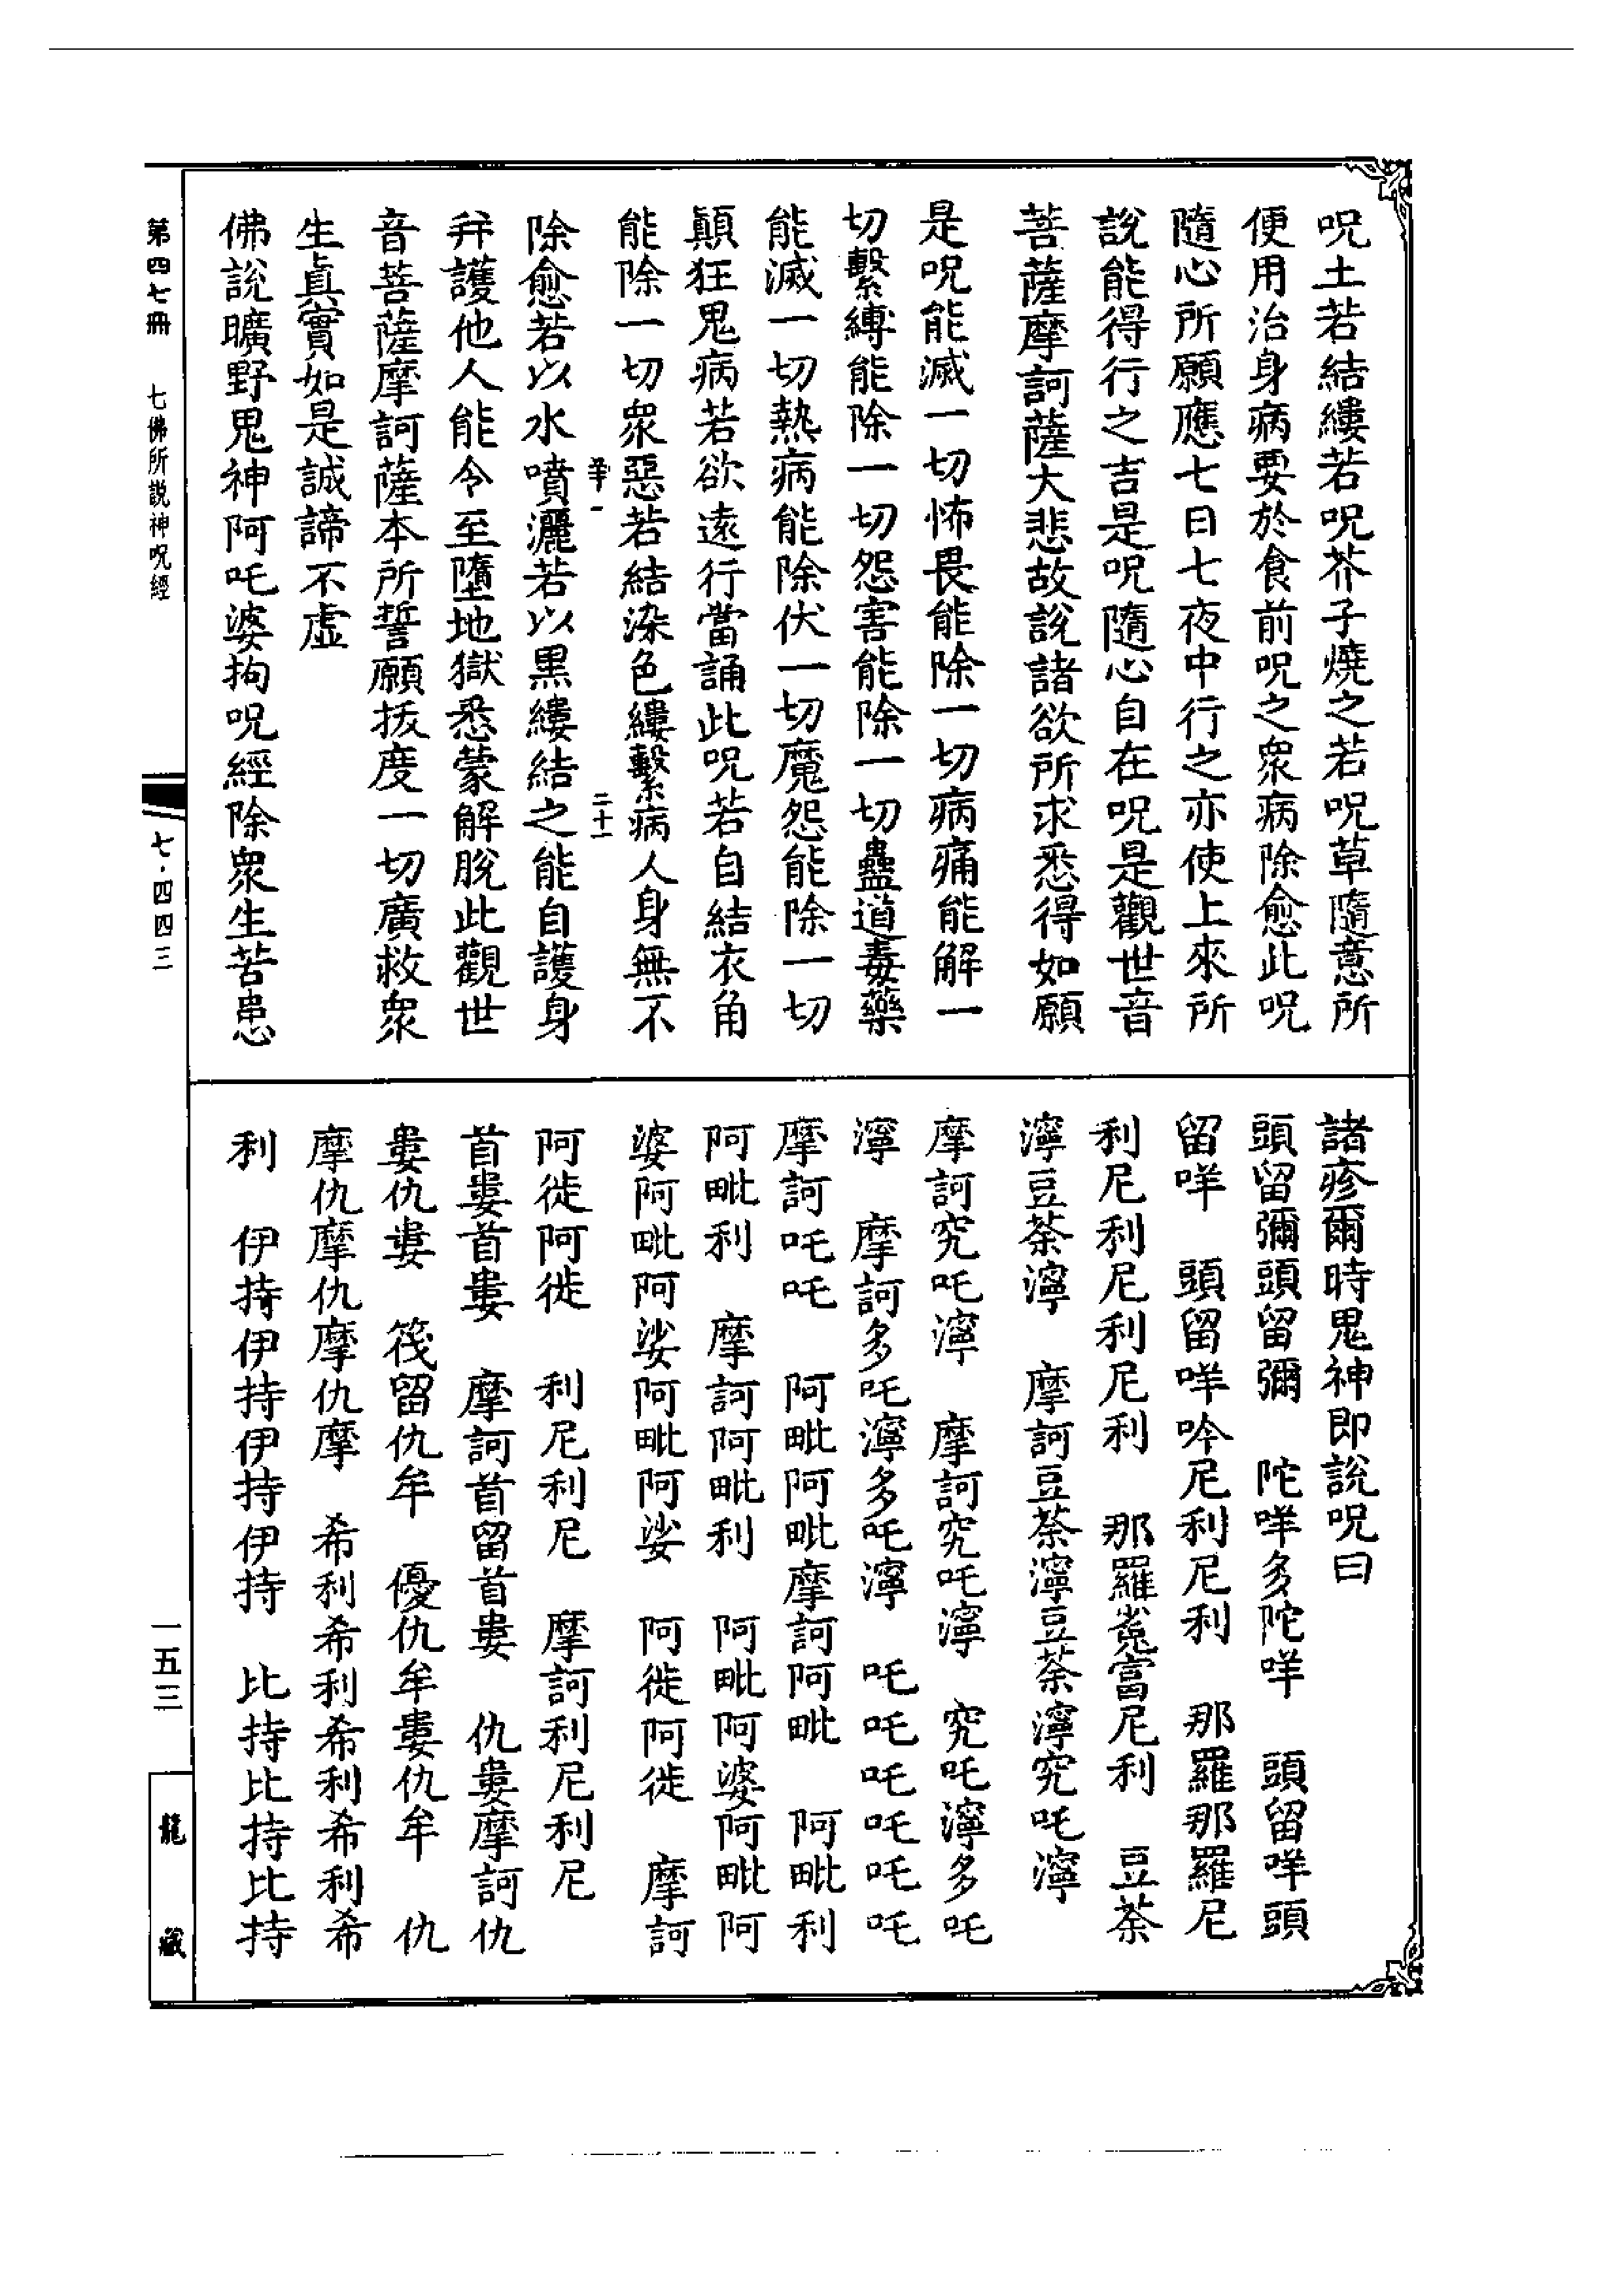 呪土若結縷若呪芥子燒之若呪草隨意所
便用治身病要於食前呪之衆病除愈此呪
隨心所願應七日七夜中行之亦使上來所
說能得行之吉是呪隨心自在呪是觀世音
菩薩摩訶薩大悲故說諸欲所求悉得如願
是呪能滅一切怖畏能除一切病痛能解一
切繫縛能除一切怨害能除一切蠱道毒藥
能滅一切熱病能除伏一切魔怨能除一切
顛狂鬼病若欲遠行當誦此呪若自結衣角
能除一切衆惡若結染色縷繫病人身無不
二十一
除愈若以水噴灑若以黑縷結之能自護身
幷護他人能令至墮地獄悉蒙解脫此觀世
音菩薩摩訶薩本所誓願拔度一切廣救衆
生眞實如是誠諦不虛
佛說曠野鬼神阿吒婆拘呪經除衆生苦患
諸疹爾時鬼神即說呪曰
頭留彌頭留彌　陀咩多陀咩　頭留咩頭
留咩　頭留咩吟尼利尼利　那羅那羅尼
利尼利尼利尼利　那羅㝹富尼利　豆荼
濘豆荼濘　摩訶豆荼濘豆荼濘究吒濘
摩訶究吒濘　摩訶究吒濘　究吒濘多吒
濘　摩訶多吒濘多吒濘　吒吒吒吒吒吒
摩訶吒吒　阿毗阿毗摩訶阿毗　阿毗利
阿毗利　摩訶阿毗利　阿毗阿婆阿毗阿
婆阿毗阿娑阿毗阿娑　阿徙阿徙　摩訶
阿徙阿徙　利尼利尼　摩訶利尼利尼
首婁首婁　摩訶首留首婁　仇婁摩訶仇
婁仇婁　筏留仇牟　優仇牟婁仇牟　仇
摩仇摩仇摩仇摩　希利希利希利希利希
利　伊持伊持伊持伊持　比持比持比持
第四七冊　七佛所説神呪經
七·四四三
一五三
龍藏